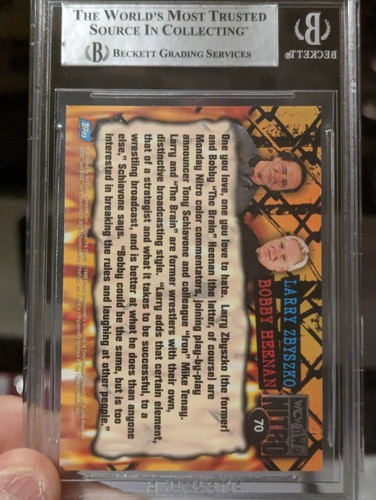 THE WORLD'S MOST TRUSTED
SOURCE IN COLLECTING™
BECKETT GRADING SERVICES
BECKETT
LARRY ZBYSZKO
BOBBY HEENAN
WCW
NITRO
70
One you love, one you love to hate. Larry Zbyszko (the former)
and Bobby "The Brain" Heenan (the latter, of course) are
Monday Nitro color commentators, joining play-by-play
announcer Tony Schiavone and colleague "Iron" Mike Tenay.
Larry and "The Brain" are former wrestlers with their own,
distinctive broadcasting style. "Larry adds that certain element,
that of a strategist and what it takes to be successful, to a
wrestling broadcast, and is better at what he does than anyone
else," Schiavone says. "Bobby could be the same, but is too
interested in breaking the rules and laughing at other people."
Topps